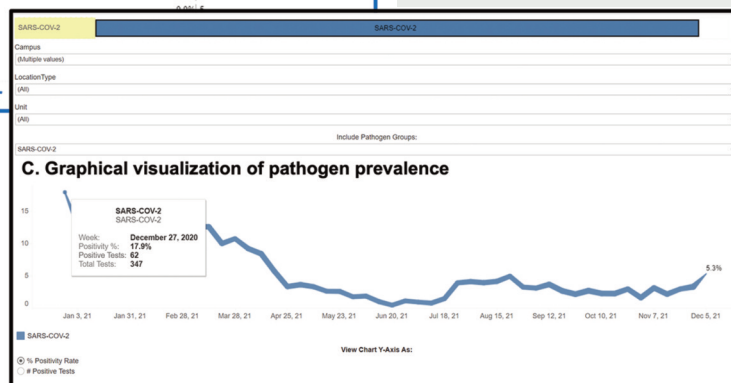 SARS-COV-2 SARS-COV-2
Campus
(Multiple values)
LocationType
(All)
Unit
(All)
Include Pathogen Groups:
SARS-COV-2
C. Graphical visualization of pathogen prevalence
15
10
5
0
SARS-COV-2
SARS-COV-2
Week: December 27, 2020
Positivity %: 17.9%
Positive Tests: 62
Total Tests: 347
5.3%
Jan 3, 21 Jan 31, 21 Feb 28, 21 Mar 28, 21 Apr 25, 21 May 23, 21 Jun 20, 21 Jul 18, 21 Aug 15, 21 Sep 12, 21 Oct 10, 21 Nov 7, 21 Dec 5, 21
SARS-COV-2
View Chart Y-Axis As:
% Positivity Rate
# Positive Tests